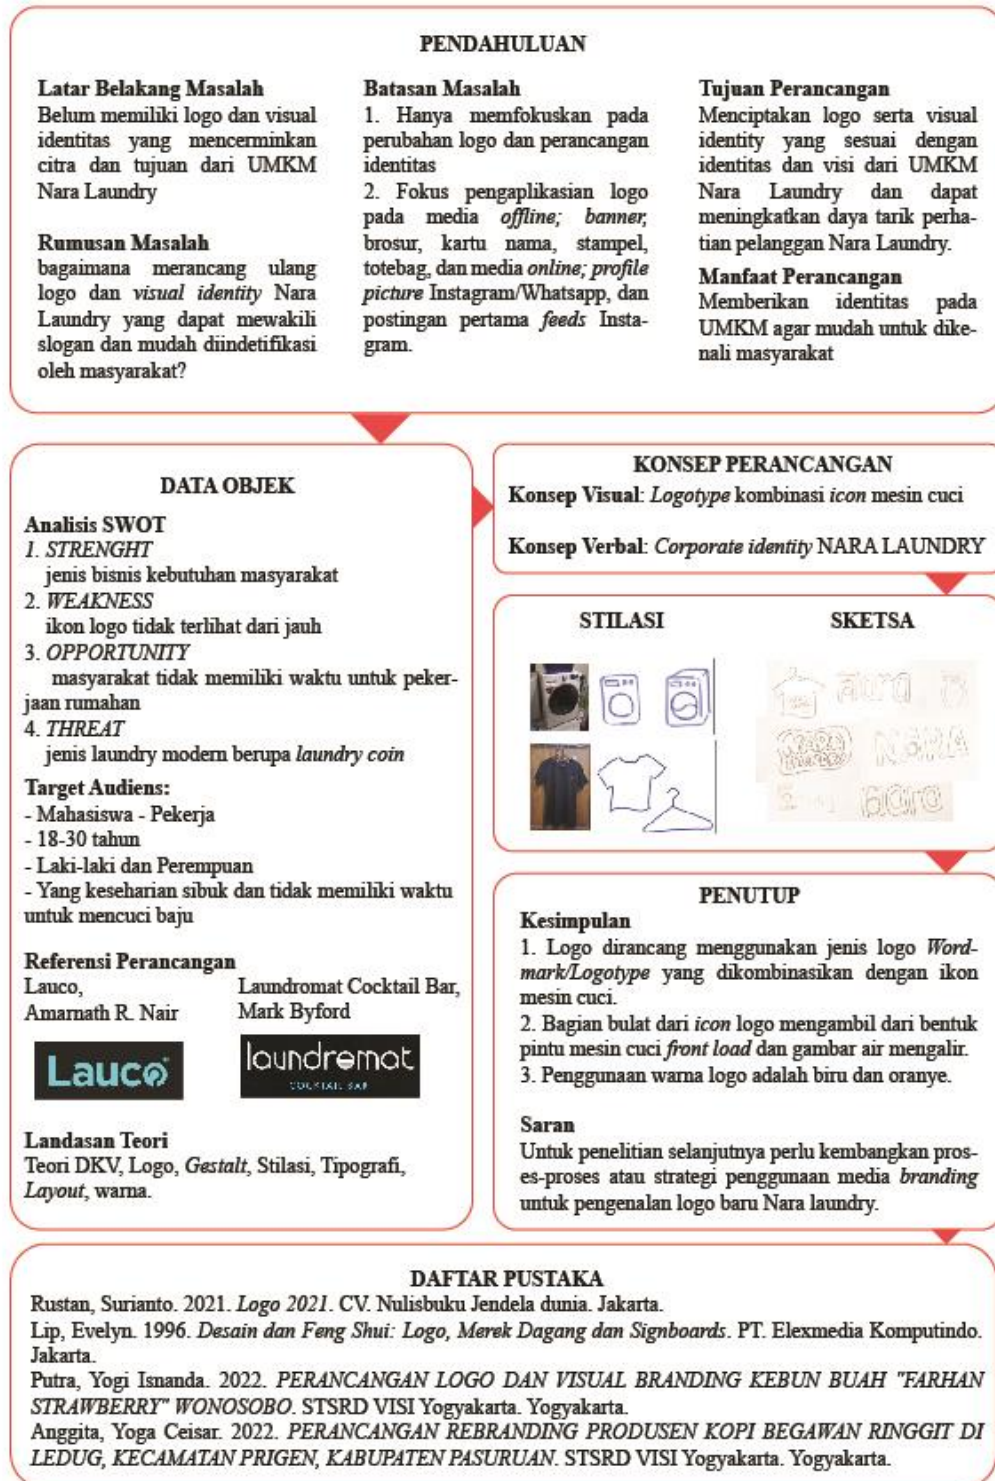 PENDAHULUAN
Latar Belakang Masalah
Belum memiliki logo dan visual
identitas yang mencerminkan
citra dan tujuan dari UMKM
Nara Laundry
Rumusan Masalah
bagaimana merancang ulang
logo dan visual identity Nara
Laundry yang dapat mewakili
slogan dan mudah diindetifikasi
oleh masyarakat?
Batasan Masalah
1. Hanya memfokuskan pada
perubahan logo dan perancangan
identitas
2. Fokus pengaplikasian logo
pada media offline; banner,
brosur, kartu nama, stampel,
totebag, dan media online; profile
picture Instagram/Whatsapp, dan
postingan pertama feeds Insta-
gram.
Tujuan Perancangan
Menciptakan logo serta visual
identity yang sesuai dengan
identitas dan visi dari UMKM
Nara Laundry dan dapat
meningkatkan daya tarik perha-
tian pelanggan Nara Laundry.
Manfaat Perancangan
Memberikan identitas pada
UMKM agar mudah untuk dike-
nali masyarakat
DATA OBJEK
Analisis SWOT
1. STRENGHT
jenis bisnis kebutuhan masyarakat
2. WEAKNESS
ikon logo tidak terlihat dari jauh
3. OPPORTUNITY
masyarakat tidak memiliki waktu untuk peker-
jaan rumahan
4. THREAT
jenis laundry modern berupa laundry coin
Target Audiens:
- Mahasiswa - Pekerja
- 18-30 tahun
- Laki-laki dan Perempuan
- Yang keseharian sibuk dan tidak memiliki waktu
untuk mencuci baju
Referensi Perancangan
Lauco,
Amarnath R. Nair
Lauco
Laundromat Cocktail Bar,
Mark Byford
laundromat
COCKTAIL BAR
Landasan Teori
Teori DKV, Logo, Gestalt, Stilasi, Tipografi,
Layout, warna.
KONSEP PERANCANGAN
Konsep Visual: Logotype kombinasi icon mesin cuci
Konsep Verbal: Corporate identity NARA LAUNDRY
STILASI
SKETSA
nara
NARA
nara
PENUTUP
Kesimpulan
1. Logo dirancang menggunakan jenis logo Word-
mark/Logotype yang dikombinasikan dengan ikon
mesin cuci.
2. Bagian bulat dari icon logo mengambil dari bentuk
pintu mesin cuci front load dan gambar air mengalir.
3. Penggunaan warna logo adalah biru dan oranye.
Saran
Untuk penelitian selanjutnya perlu kembangkan pros-
es-proses atau strategi penggunaan media branding
untuk pengenalan logo baru Nara laundry.
DAFTAR PUSTAKA
Rustan, Surianto. 2021. Logo 2021. CV. Nulisbuku Jendela dunia. Jakarta.
Lip, Evelyn. 1996. Desain dan Feng Shui: Logo, Merek Dagang dan Signboards. PT. Elexmedia Komputindo.
Jakarta.
Putra, Yogi Isnanda. 2022. PERANCANGAN LOGO DAN VISUAL BRANDING KEBUN BUAH "FARHAN
STRAWBERRY" WONOSOBO. STSRD VISI Yogyakarta. Yogyakarta.
Anggita, Yoga Ceisar. 2022. PERANCANGAN REBRANDING PRODUSEN KOPI BEGAWAN RINGGIT DI
LEDUG, KECAMATAN PRIGEN, KABUPATEN PASURUAN. STSRD VISI Yogyakarta. Yogyakarta.